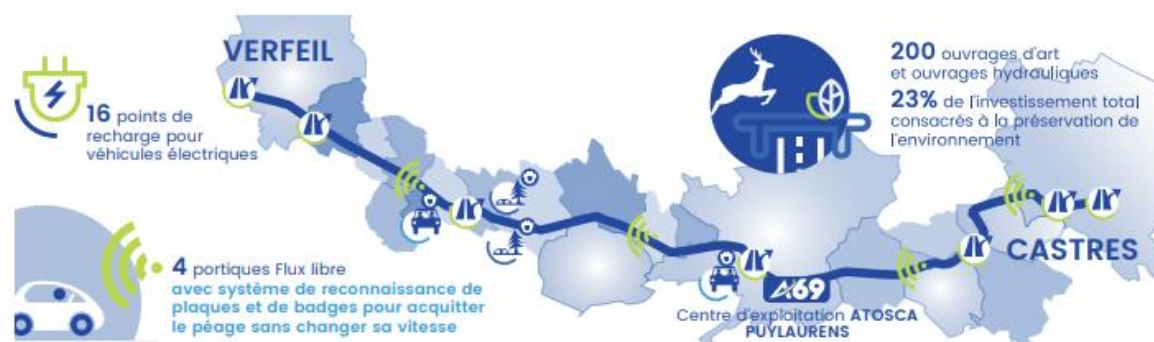 VERFEIL
16 points de
recharge pour
véhicules électriques
4 portiques Flux libre
avec système de reconnaissance de
plaques et de badges pour acquitter
le péage sans changer sa vitesse
200 ouvrages d'art
et ouvrages hydrauliques
23% de l'investissement total
consacrés à la préservation de
l'environnement
CASTRES
A69
Centre d'exploitation ATOSCA
PUYLAURENS